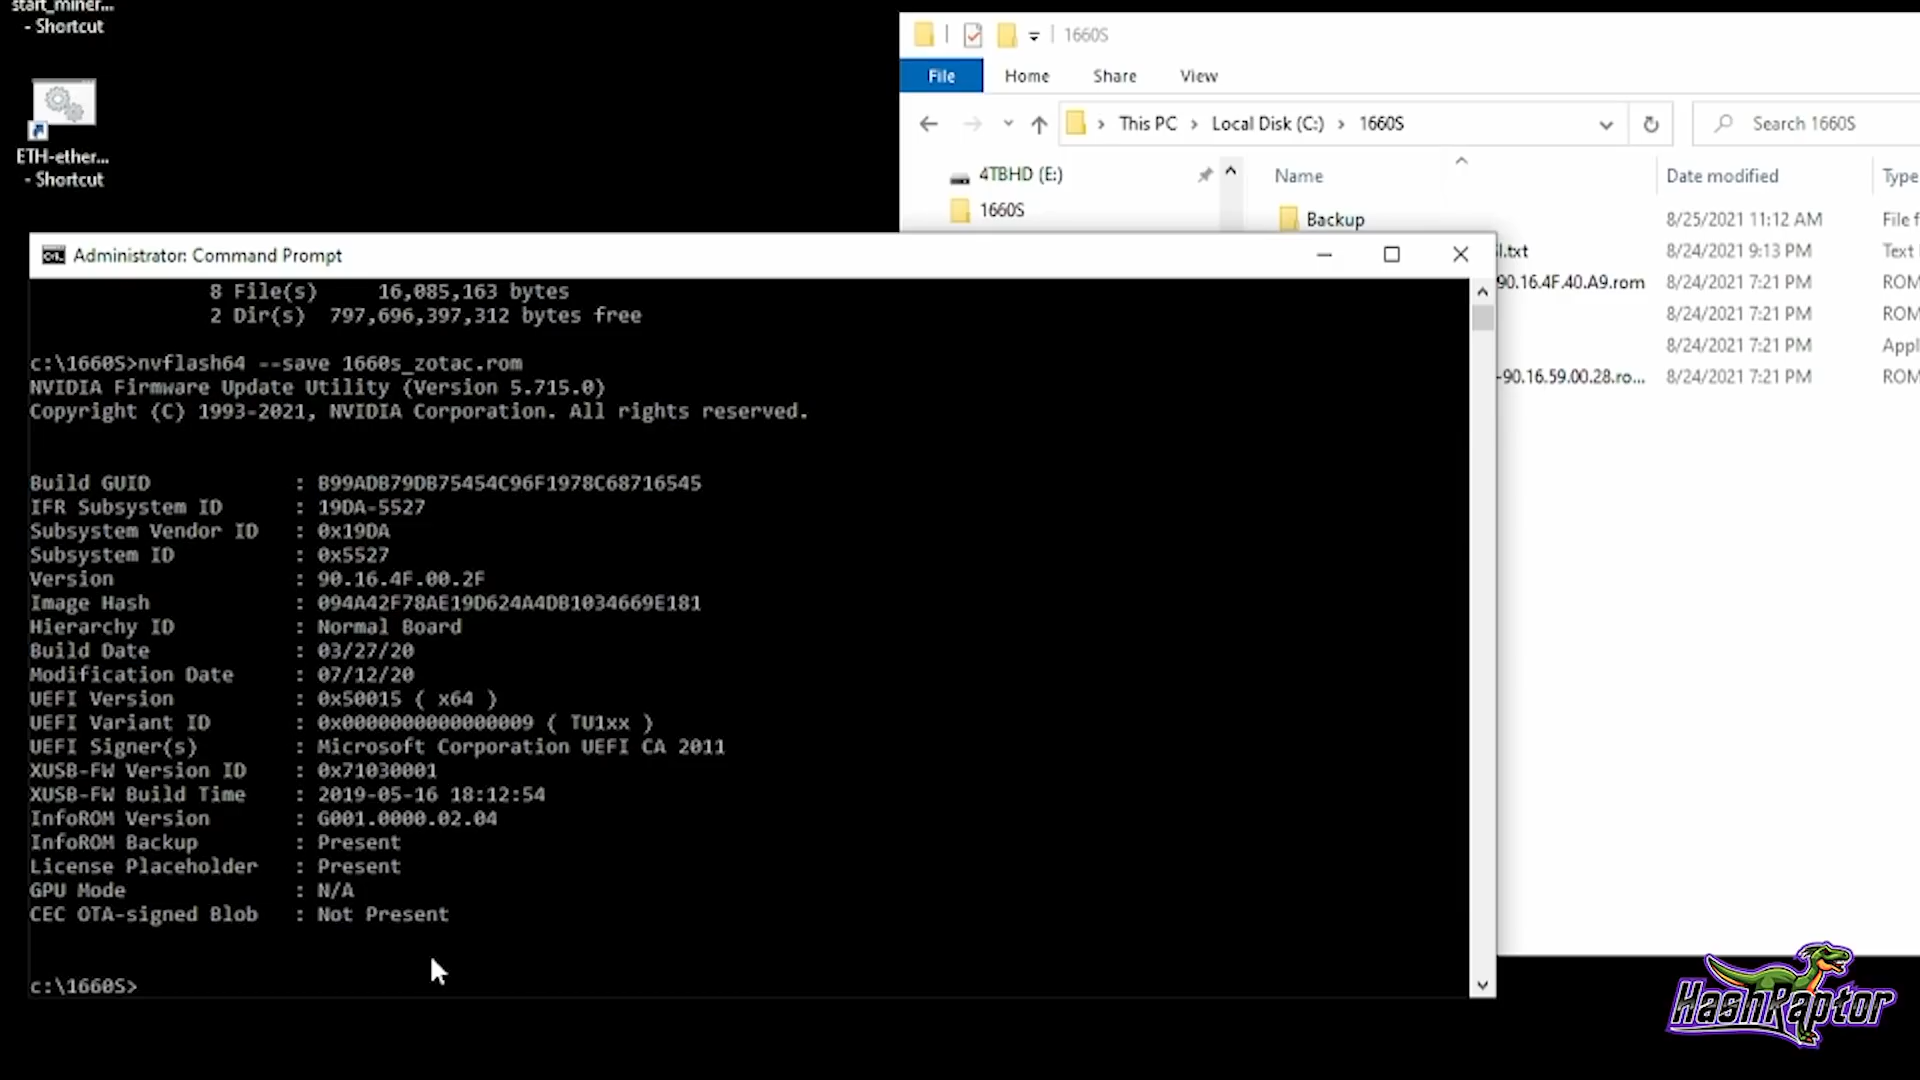 start_miner...
- Shortcut
ETH-ether...
- Shortcut
1660S
File Home Share View
This PC > Local Disk (C:) > 1660S
Search 1660S
4TBHD (E:)
1660S
Name Date modified Type
Backup 8/25/2021 11:12 AM File f
.txt 8/24/2021 9:13 PM Text
90.16.4F.40.A9.rom 8/24/2021 7:21 PM ROM
8/24/2021 7:21 PM ROM
8/24/2021 7:21 PM Appl
-90.16.59.00.28.ro... 8/24/2021 7:21 PM ROM
Administrator: Command Prompt
8 File(s) 16,085,163 bytes
2 Dir(s) 797,696,397,312 bytes free
c:\1660S>nvflash64 --save 1660s_zotac.rom
NVIDIA Firmware Update Utility (Version 5.715.0)
Copyright (C) 1993-2021, NVIDIA Corporation. All rights reserved.
Build GUID : B99ADB79DB75454C96F1978C68716545
IFR Subsystem ID : 19DA-5527
Subsystem Vendor ID : 0x19DA
Subsystem ID : 0x5527
Version : 90.16.4F.00.2F
Image Hash : 094A42F78AE19D624A4DB1034669E181
Hierarchy ID : Normal Board
Build Date : 03/27/20
Modification Date : 07/12/20
UEFI Version : 0x50015 ( x64 )
UEFI Variant ID : 0x0000000000000009 ( TU1xx )
UEFI Signer(s) : Microsoft Corporation UEFI CA 2011
XUSB-FW Version ID : 0x71030001
XUSB-FW Build Time : 2019-05-16 18:12:54
InfoROM Version : G001.0000.02.04
InfoROM Backup : Present
License Placeholder : Present
GPU Mode : N/A
CEC OTA-signed Blob : Not Present
c:\1660S>
HashRaptor